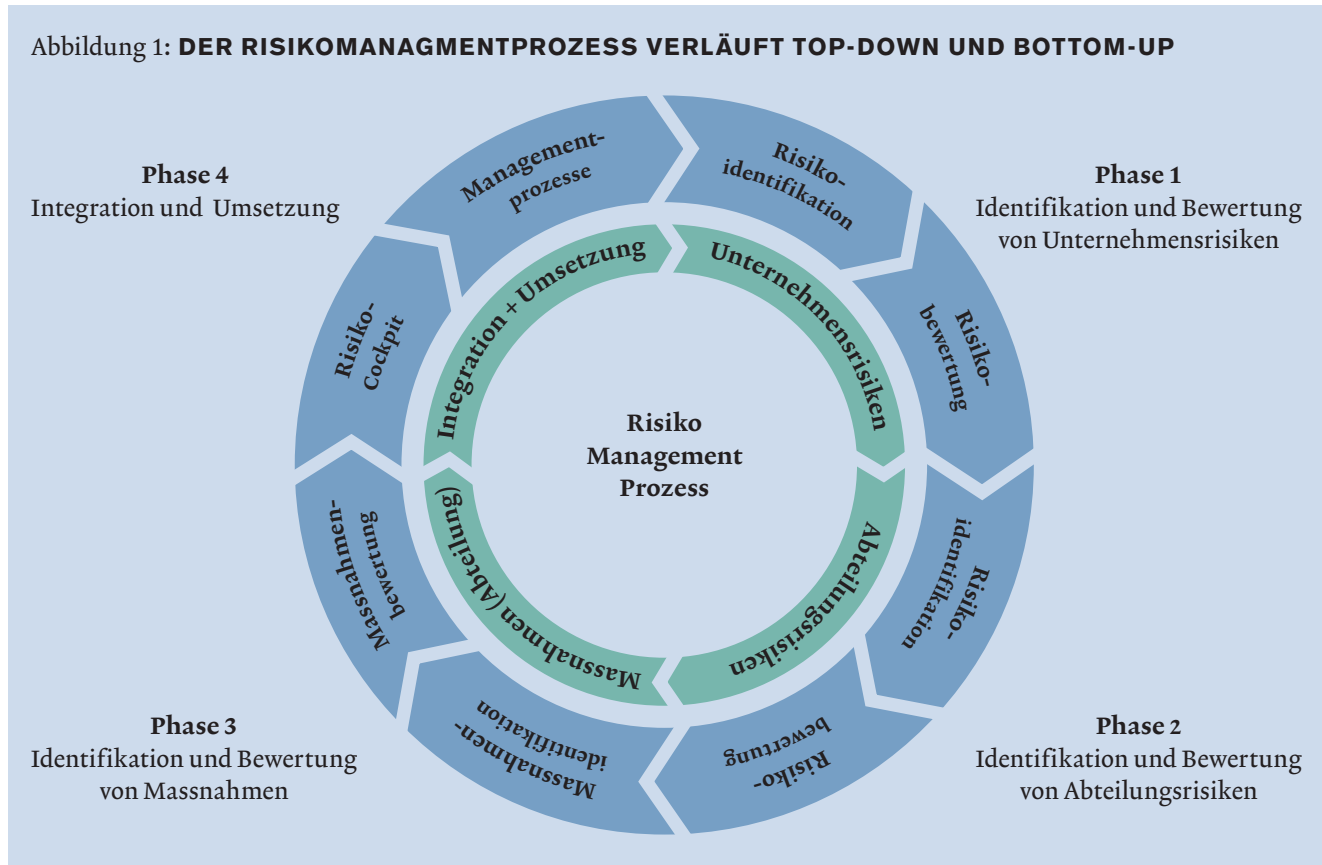 Abbildung 1: DER RISIKOMANAGMENTPROZESS VERLÄUFT TOP-DOWN UND BOTTOM-UP
Phase 1
Identifikation und Bewertung
von Unternehmensrisiken
Phase 2
Identifikation und Bewertung
von Abteilungsrisiken
Phase 3
Identifikation und Bewertung
von Massnahmen
Phase 4
Integration und Umsetzung
Risiko-
identifikation
Risiko-
bewertung
Risiko-
identifikation
Risiko-
bewertung
Massnahmen-
identifikation
Massnahmen-
bewertung
Risiko-
Cockpit
Management-
prozesse
Unternehmensrisiken
Abteilungsrisiken
Massnahmen (Abteilung)
Integration + Umsetzung
Risiko
Management
Prozess